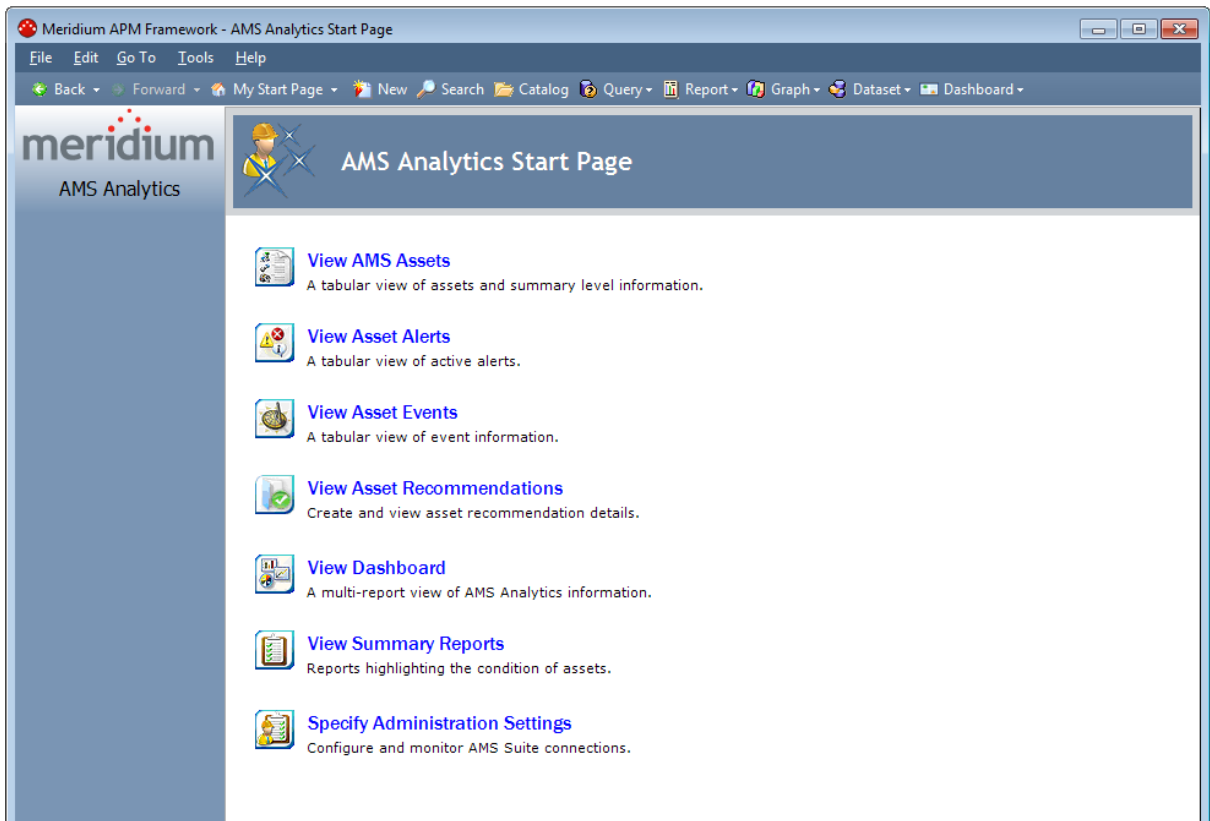 Meridium APM Framework - AMS Analytics Start Page
File Edit Go To Tools Help
Back Forward My Start Page New Search Catalog Query Report Graph Dataset Dashboard
meridium
AMS Analytics
AMS Analytics Start Page
View AMS Assets
A tabular view of assets and summary level information.
View Asset Alerts
A tabular view of active alerts.
View Asset Events
A tabular view of event information.
View Asset Recommendations
Create and view asset recommendation details.
View Dashboard
A multi-report view of AMS Analytics information.
View Summary Reports
Reports highlighting the condition of assets.
Specify Administration Settings
Configure and monitor AMS Suite connections.